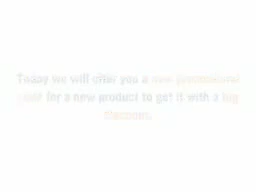 Today we will offer you a new promotional
code for a new product to get it with a big
discount.